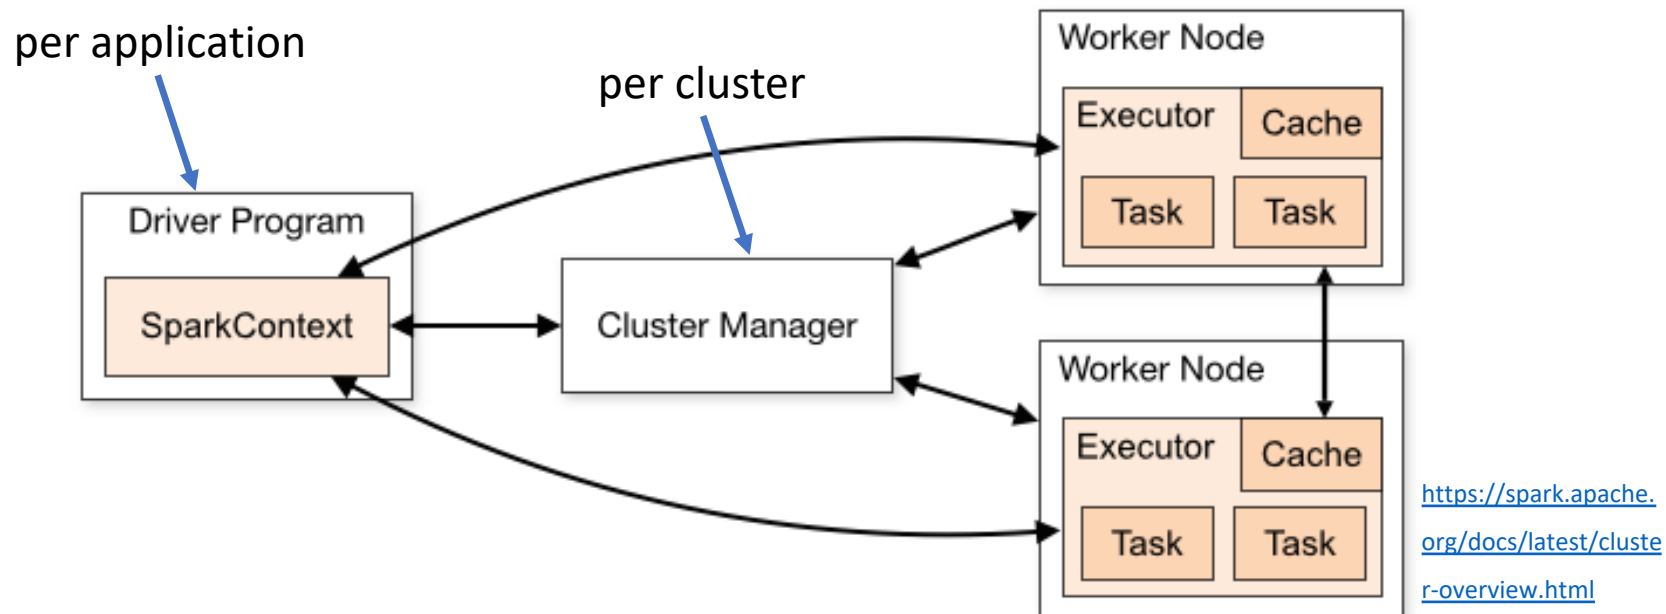 per application
per cluster
Driver Program
SparkContext
Cluster Manager
Worker Node
Executor
Cache
Task
Task
Worker Node
Executor
Cache
Task
Task
https://spark.apache.
org/docs/latest/cluste
r-overview.html